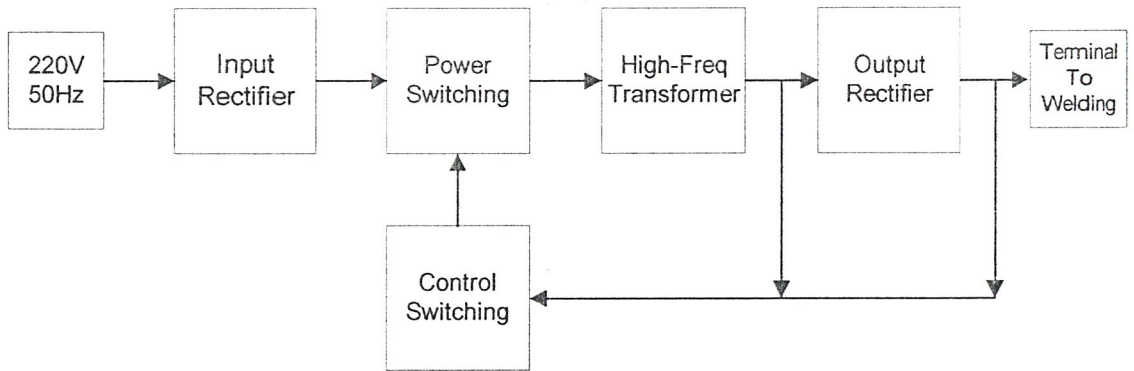 220V
50Hz
Input
Rectifier
Power
Switching
High-Freq
Transformer
Output
Rectifier
Terminal
To
Welding
Control
Switching